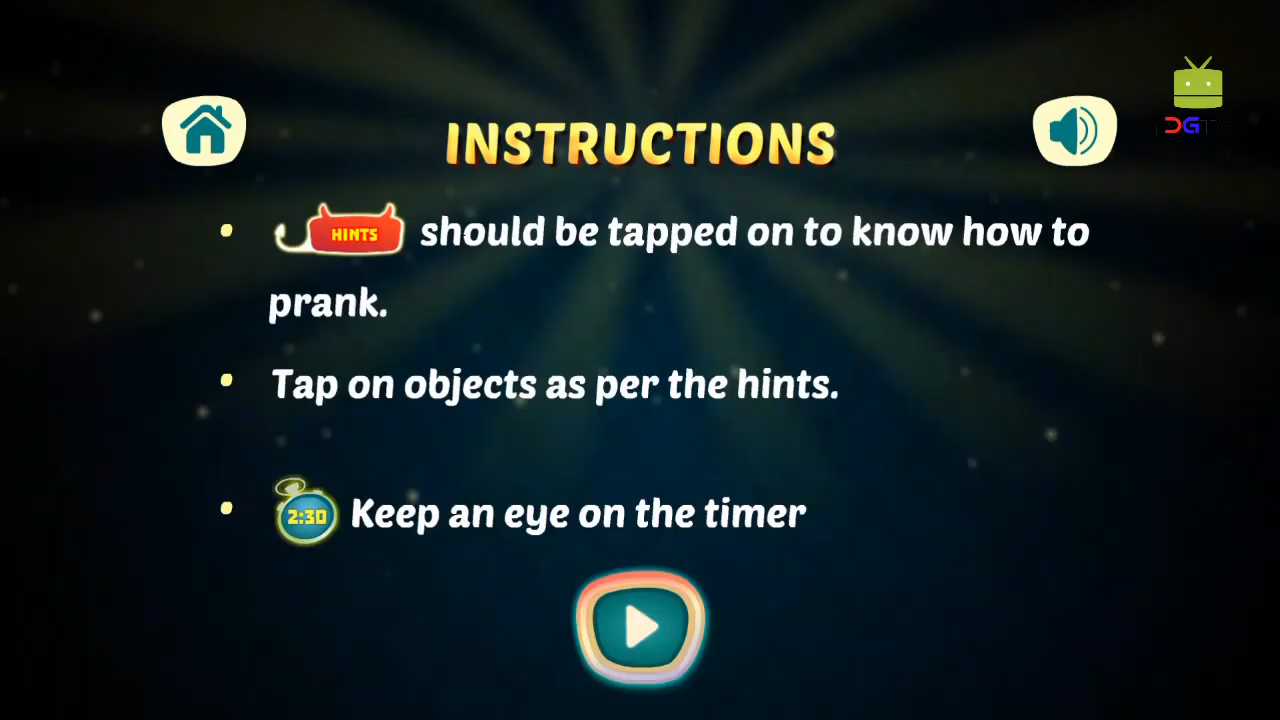 DGTV
INSTRUCTIONS
• HINTS should be tapped on to know how to
prank.
• Tap on objects as per the hints.
• 2:30 Keep an eye on the timer